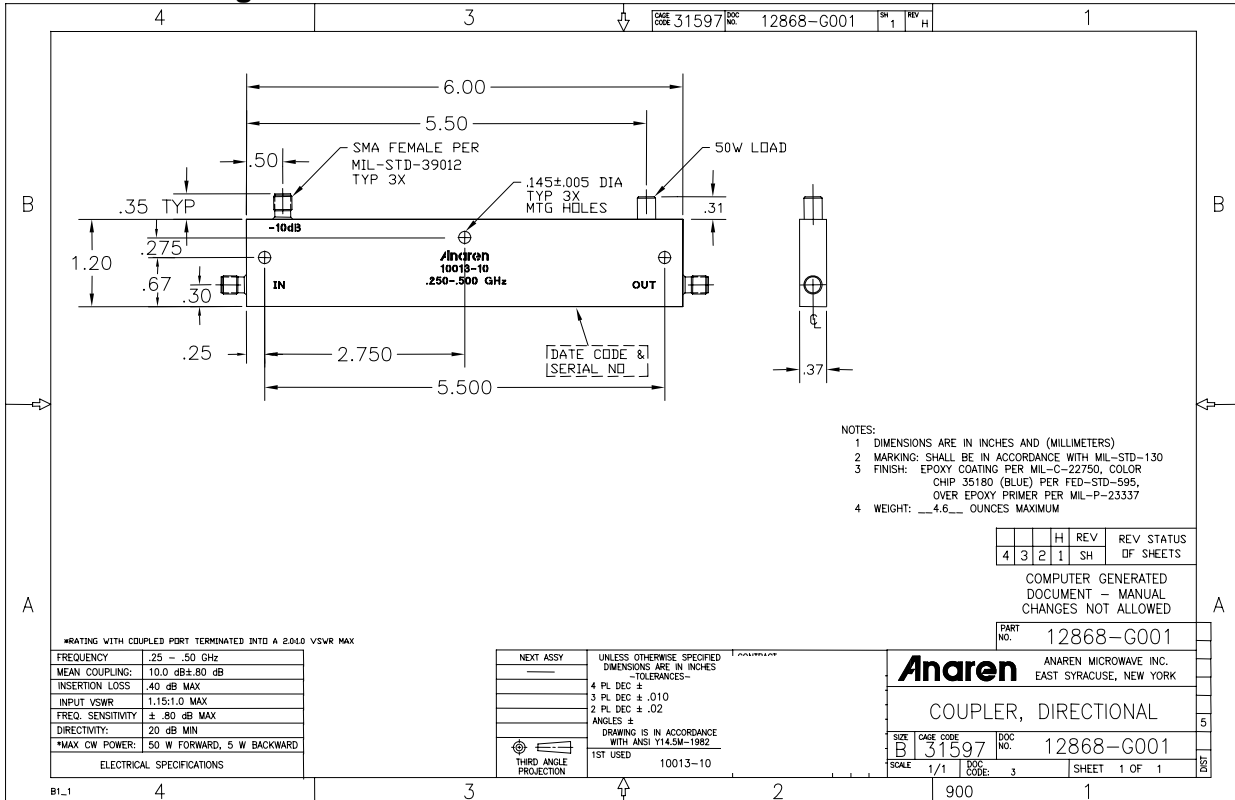 4
3
CAGE CODE 31597 DOC NO. 12868-G001 SH 1 REV H
1
6.00
5.50
.50
SMA FEMALE PER
MIL-STD-39012
TYP 3X
50W LOAD
.145±.005 DIA
TYP 3X
MTG HOLES
B
.35 TYP
.31
B
-10dB
.275
1.20
Anaren
10013-10
.250-.500 GHz
.67
.30
IN
OUT
.25
2.750
DATE CODE &
SERIAL NO
5.500
℄
.37
NOTES:
1 DIMENSIONS ARE IN INCHES AND (MILLIMETERS)
2 MARKING: SHALL BE IN ACCORDANCE WITH MIL-STD-130
3 FINISH: EPOXY COATING PER MIL-C-22750, COLOR
CHIP 35180 (BLUE) PER FED-STD-595,
OVER EPOXY PRIMER PER MIL-P-23337
4 WEIGHT: __4.6__ OUNCES MAXIMUM
H REV REV STATUS
4 3 2 1 SH OF SHEETS
COMPUTER GENERATED
DOCUMENT - MANUAL
CHANGES NOT ALLOWED
A
A
PART NO. 12868-G001
*RATING WITH COUPLED PORT TERMINATED INTO A VSWR MAX
FREQUENCY .25 - .50 GHz
MEAN COUPLING: 10.0 dB±.80 dB
INSERTION LOSS .40 dB MAX
INPUT VSWR 1.15:1.0 MAX
FREQ. SENSITIVITY ± .80 dB MAX
DIRECTIVITY: 20 dB MIN
*MAX CW POWER: 50 W FORWARD, 5 W BACKWARD
ELECTRICAL SPECIFICATIONS
NEXT ASSY
THIRD ANGLE
PROJECTION
UNLESS OTHERWISE SPECIFIED
DIMENSIONS ARE IN INCHES
-TOLERANCES-
4 PL DEC ±
3 PL DEC ± .010
2 PL DEC ± .02
ANGLES ±
DRAWING IS IN ACCORDANCE
WITH ANSI Y14.5M-1982
1ST USED
10013-10
Anaren
ANAREN MICROWAVE INC.
EAST SYRACUSE, NEW YORK
COUPLER, DIRECTIONAL
SIZE B CAGE CODE 31597 DOC NO. 12868-G001
SCALE 1/1 DOC CODE: 3 SHEET 1 OF 1
5
DIST
B1_1
4
3
2
900
1